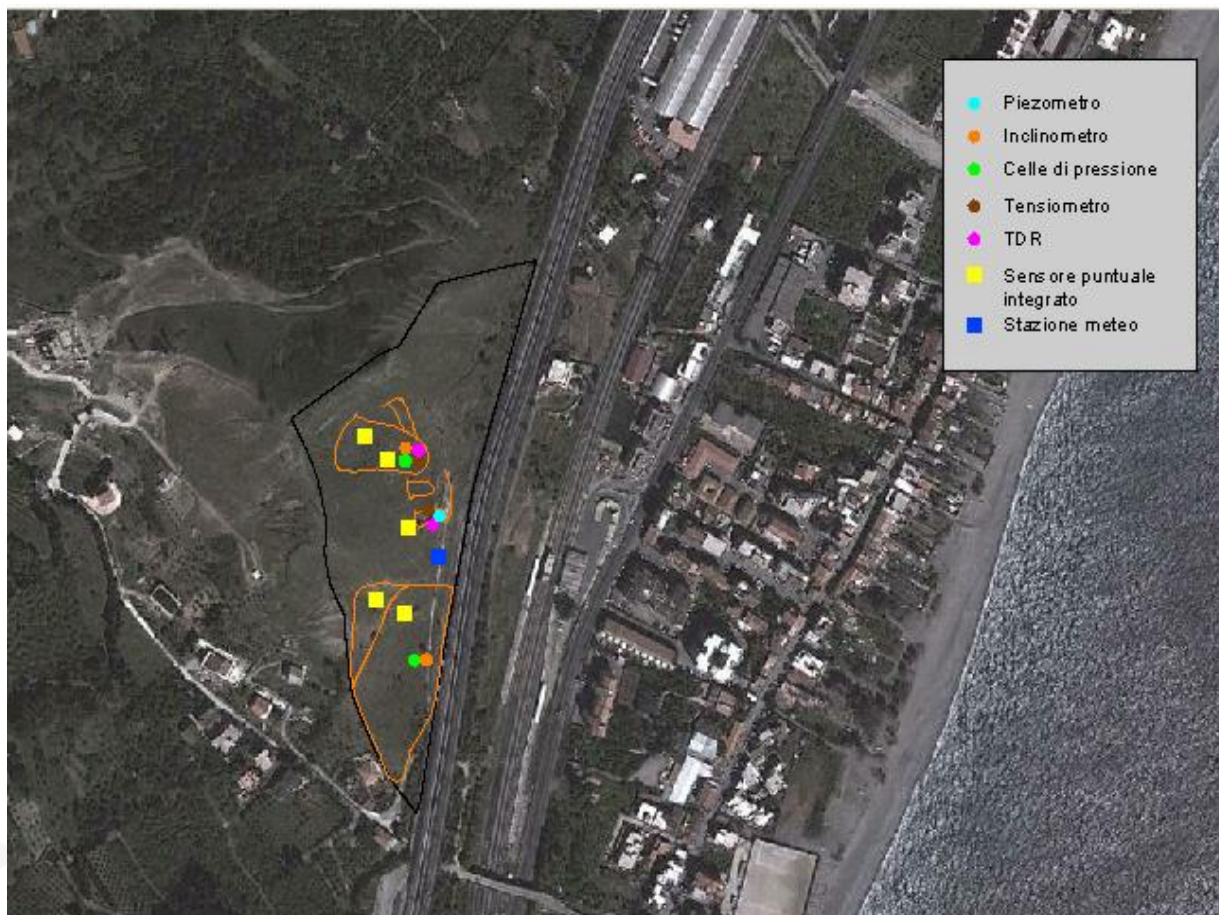 Piezometro
Inclinometro
Celle di pressione
Tensiometro
TDR
Sensore puntuale
integrato
Stazione meteo